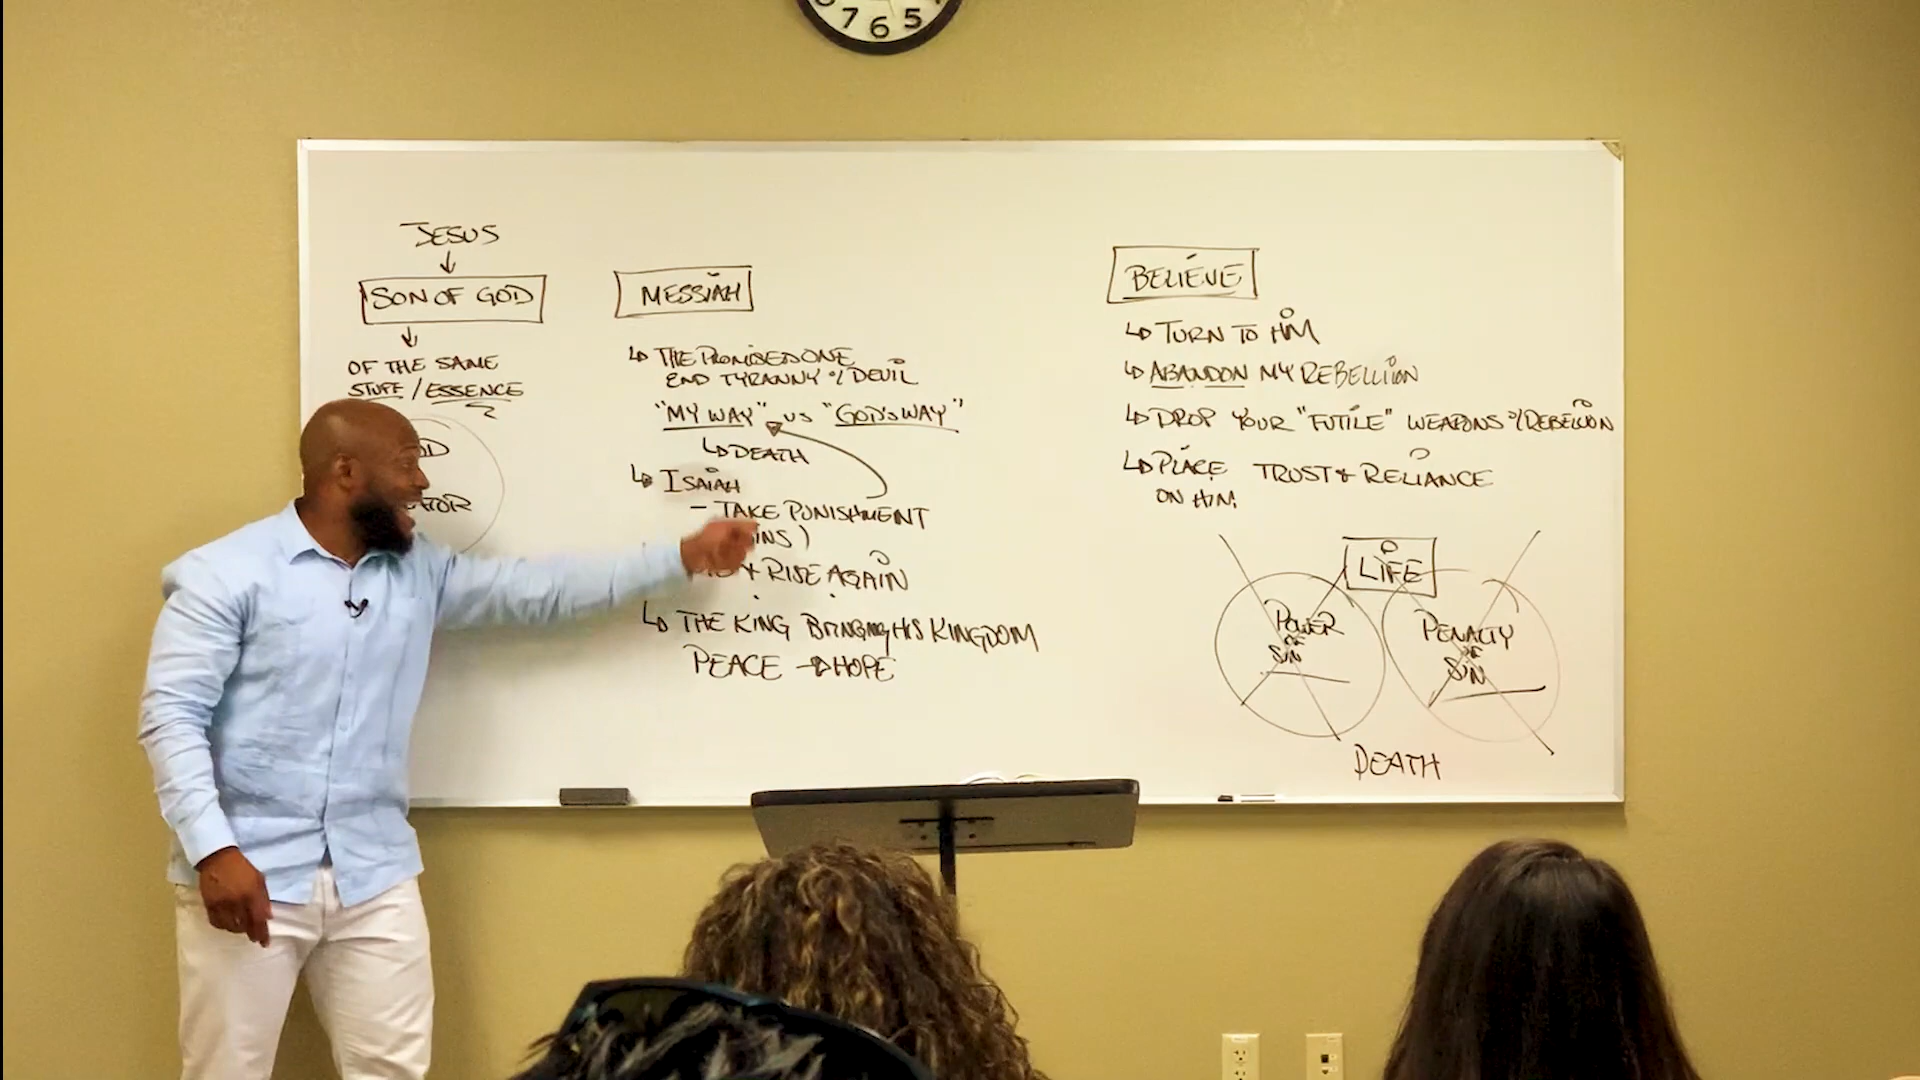 7 6 5
JESUS
SON OF GOD
OF THE SAME
STUFF / ESSENCE
MESSIAH
THE PROMISED ONE
END TYRANNY O/ DEVIL
"MY WAY" VS "GOD'S WAY"
DEATH
ISAIAH
- TAKE PUNISHMENT
RISE AGAIN
THE KING BRINGING HIS KINGDOM
PEACE → HOPE
BELIEVE
TURN TO HIM
ABANDON MY REBELLION
DROP YOUR "FUTILE" WEAPONS O/ REBELLION
PLACE TRUST & RELIANCE
ON HIM
LIFE
POWER
OF
SIN
PENALTY
OF
SIN
DEATH